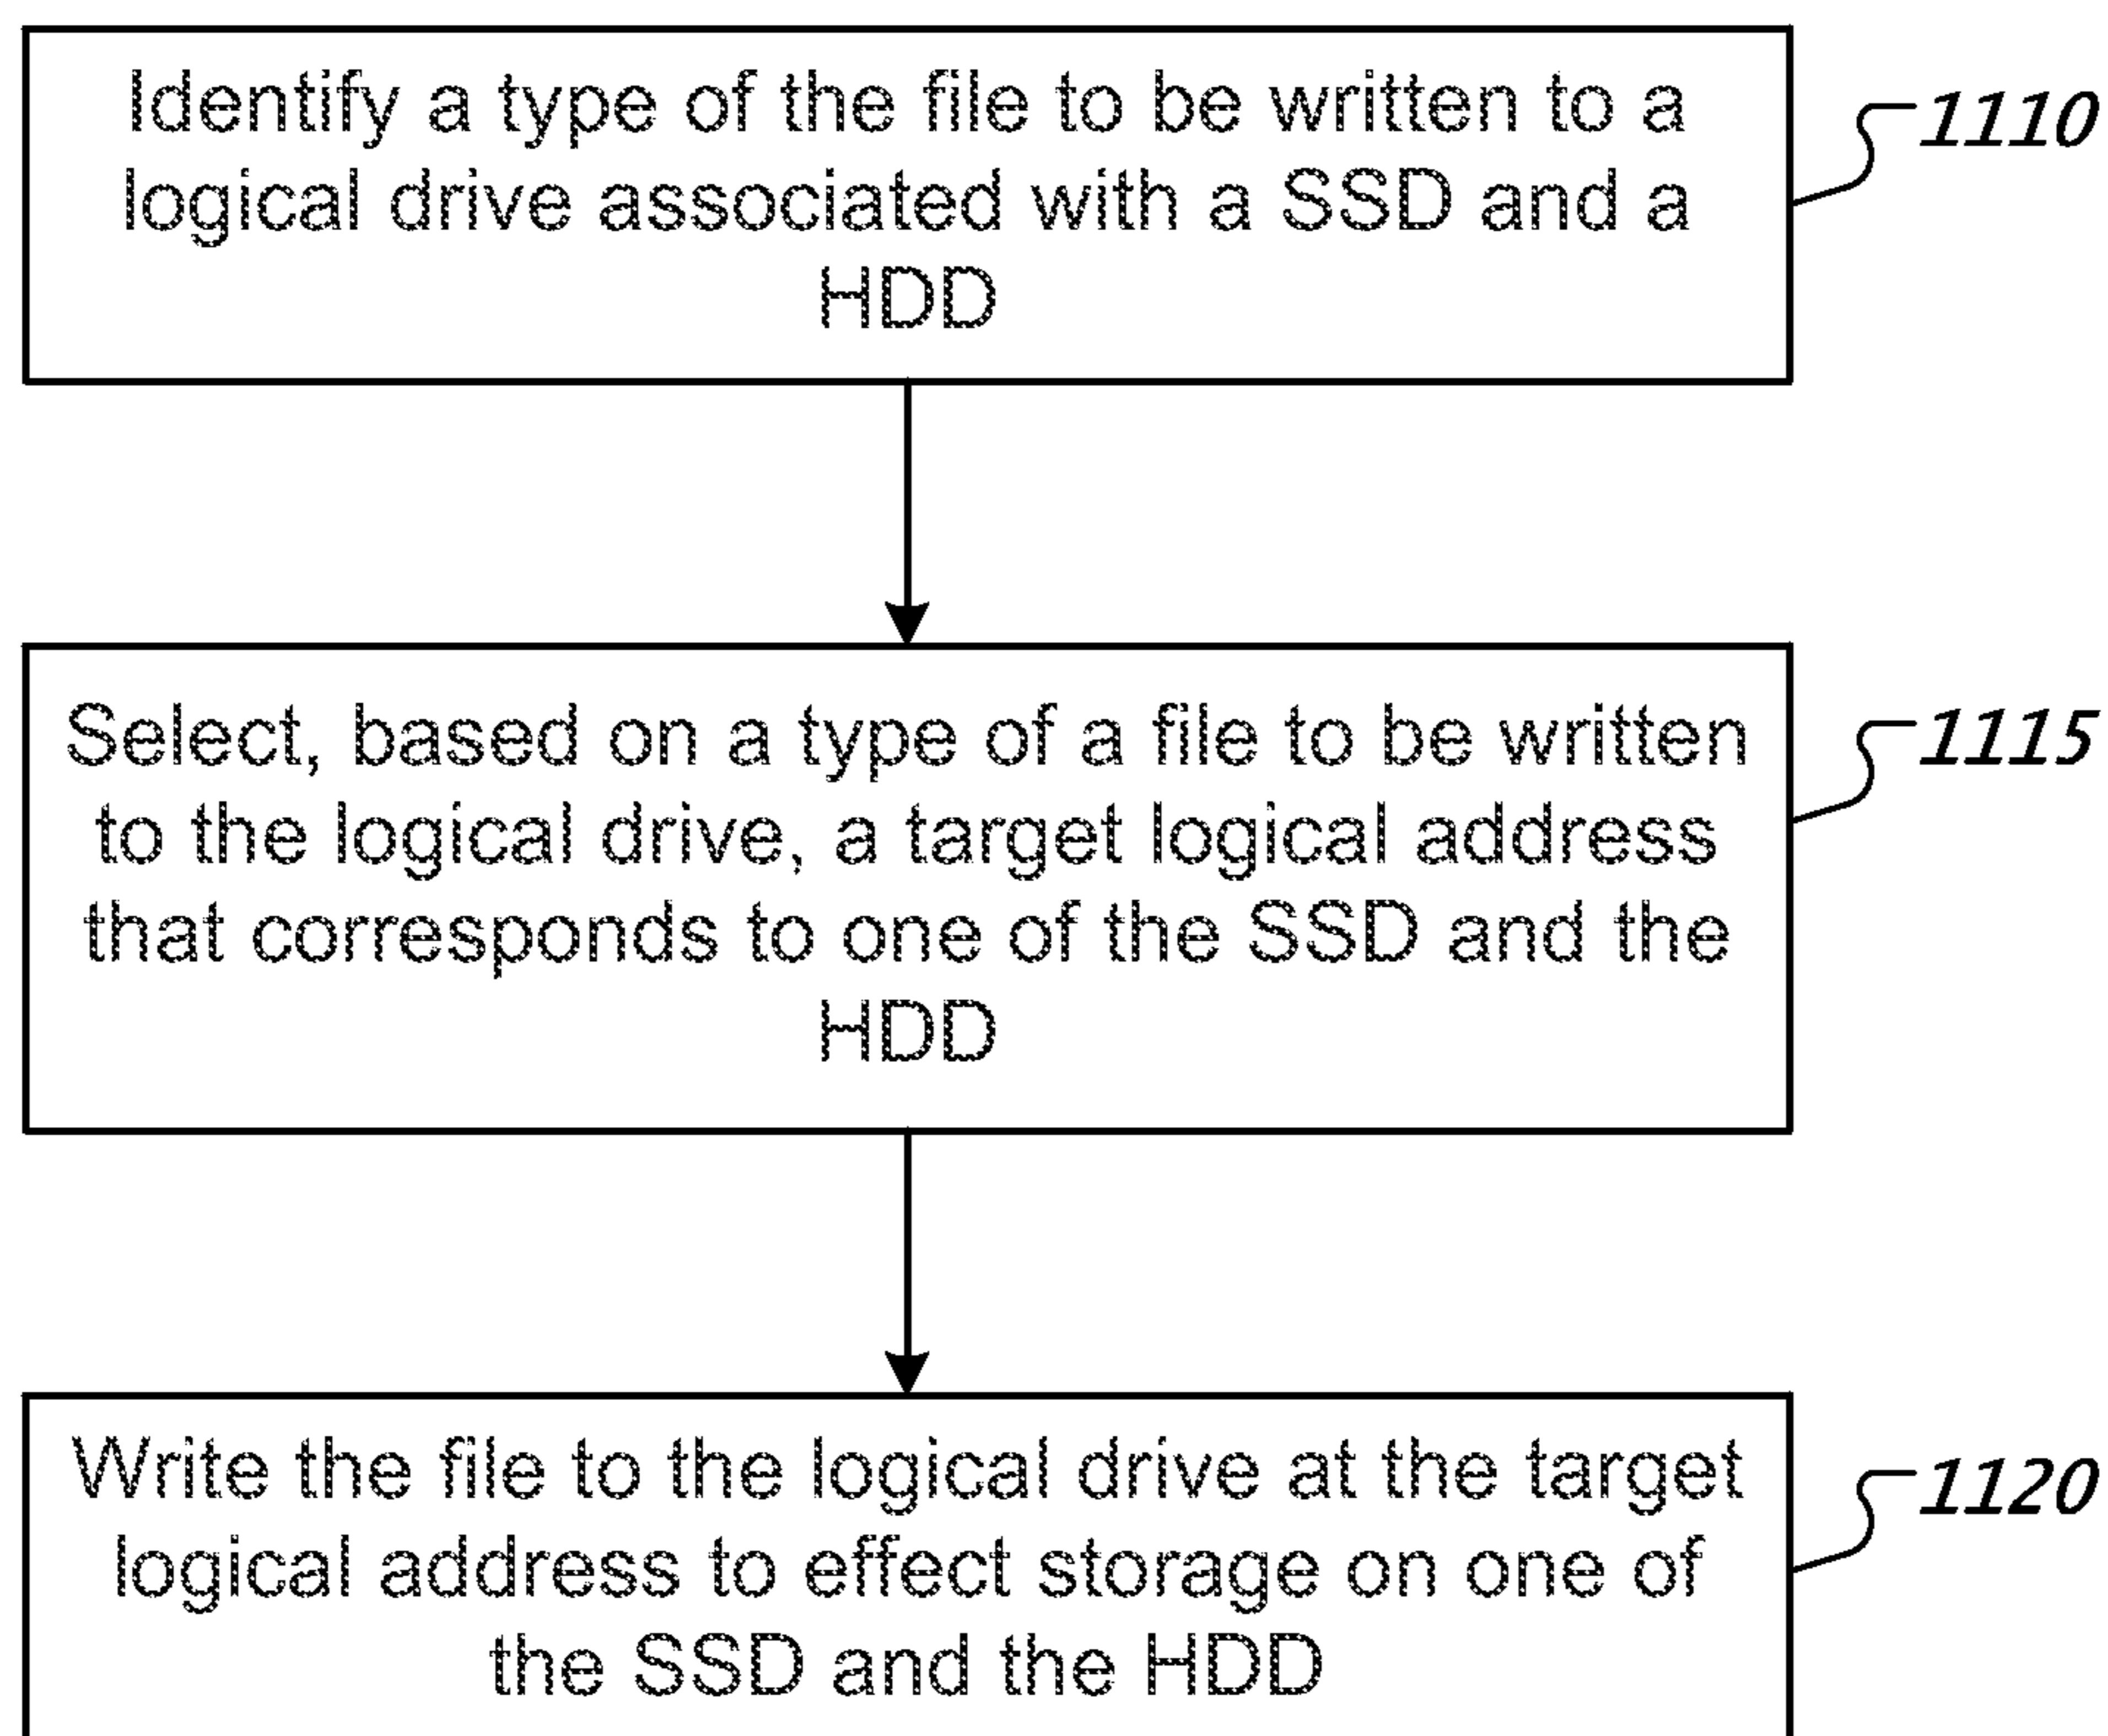 Identify a type of the file to be written to a
logical drive associated with a SSD and a
HDD
1110
Select, based on a type of a file to be written
to the logical drive, a target logical address
that corresponds to one of the SSD and the
HDD
1115
Write the file to the logical drive at the target
logical address to effect storage on one of
the SSD and the HDD
1120